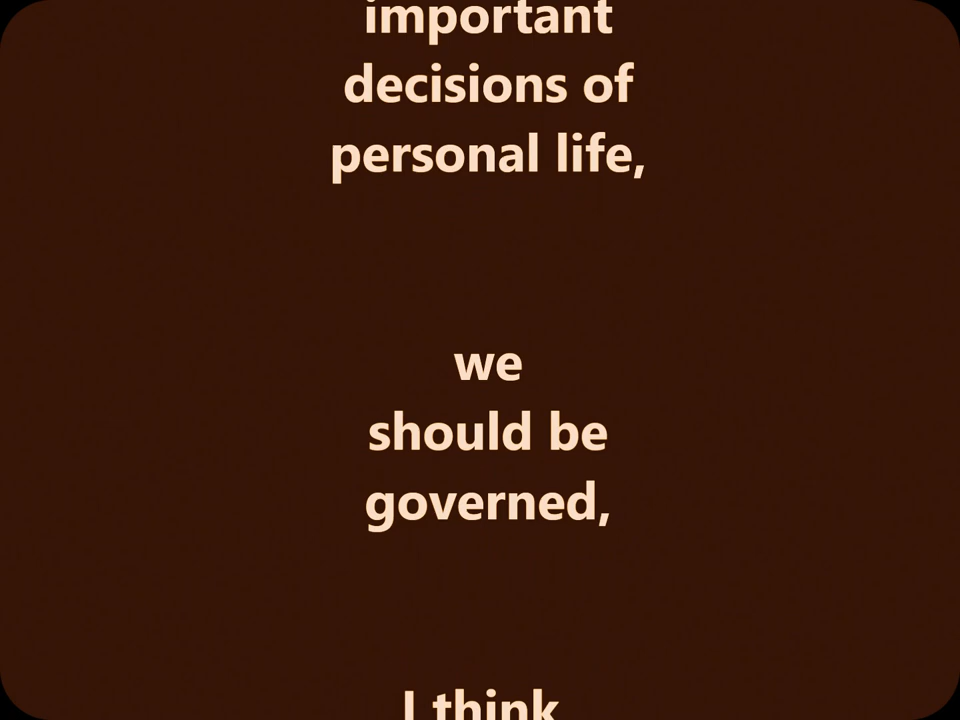 important
decisions of
personal life,
we
should be
governed,
I think